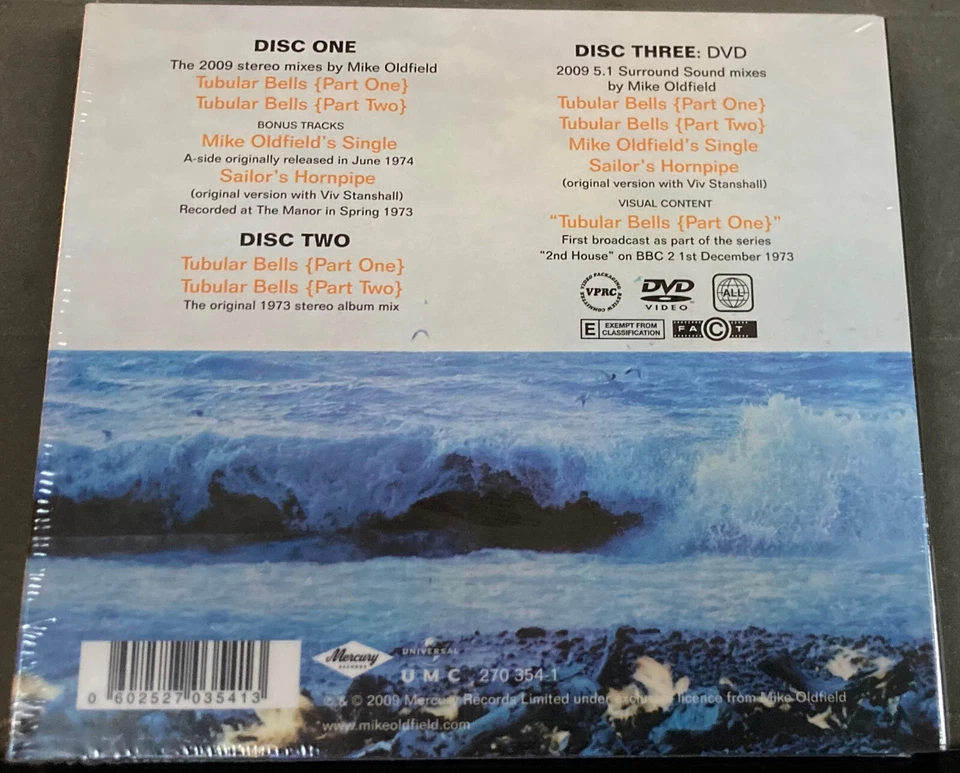 DISC ONE
The 2009 stereo mixes by Mike Oldfield
Tubular Bells {Part One}
Tubular Bells {Part Two}
BONUS TRACKS
Mike Oldfield's Single
A-side originally released in June 1974
Sailor's Hornpipe
(original version with Viv Stanshall)
Recorded at The Manor in Spring 1973
DISC TWO
Tubular Bells {Part One}
Tubular Bells {Part Two}
The original 1973 stereo album mix
DISC THREE: DVD
2009 5.1 Surround Sound mixes
by Mike Oldfield
Tubular Bells {Part One}
Tubular Bells {Part Two}
Mike Oldfield's Single
Sailor's Hornpipe
(original version with Viv Stanshall)
VISUAL CONTENT
"Tubular Bells {Part One}"
First broadcast as part of the series
"2nd House" on BBC 2 1st December 1973
VIDEO PACKAGING REVIEW COMMITTEE
VPRC
DVD
VIDEO
ALL
E EXEMPT FROM
CLASSIFICATION
FACT
0 602527 035413
Mercury
RECORDS
UNIVERSAL
UMC 270 354-1
℗ & © 2009 Mercury Records Limited under exclusive licence from Mike Oldfield
www.mikeoldfield.com